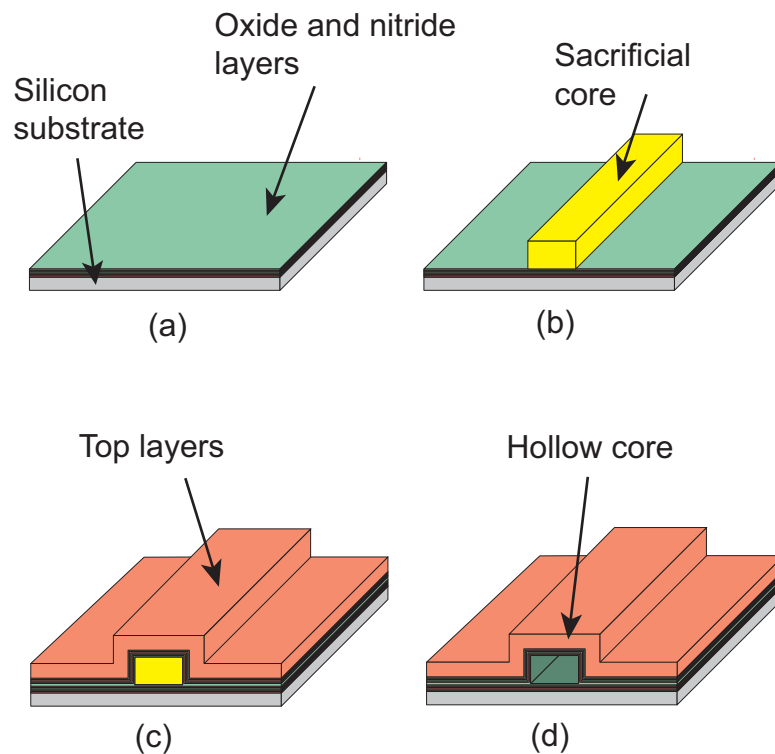 Oxide and nitride
layers
Silicon
substrate
Sacrificial
core
(a)
(b)
Top layers
Hollow core
(c)
(d)